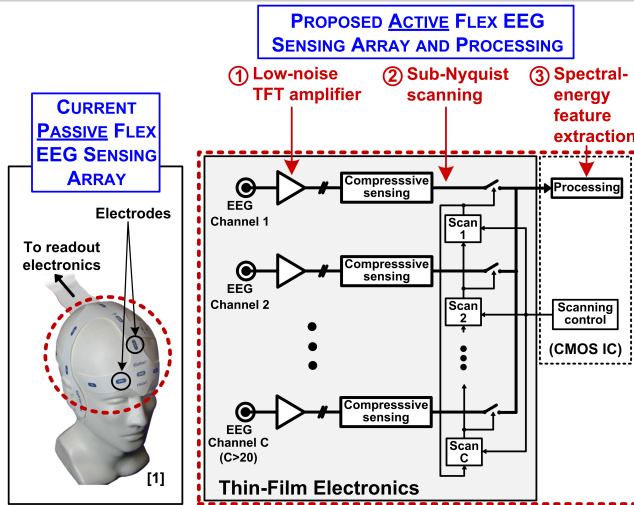 PROPOSED ACTIVE FLEX EEG
SENSING ARRAY AND PROCESSING
① Low-noise
TFT amplifier
② Sub-Nyquist
scanning
③ Spectral-
energy
feature
extraction
CURRENT
PASSIVE FLEX
EEG SENSING
ARRAY
Electrodes
To readout
electronics
[1]
EEG
Channel 1
Compresssive
sensing
Scan
1
Processing
EEG
Channel 2
Compresssive
sensing
Scan
2
Scanning
control
(CMOS IC)
EEG
Channel C
(C>20)
Compresssive
sensing
Scan
C
Thin-Film Electronics